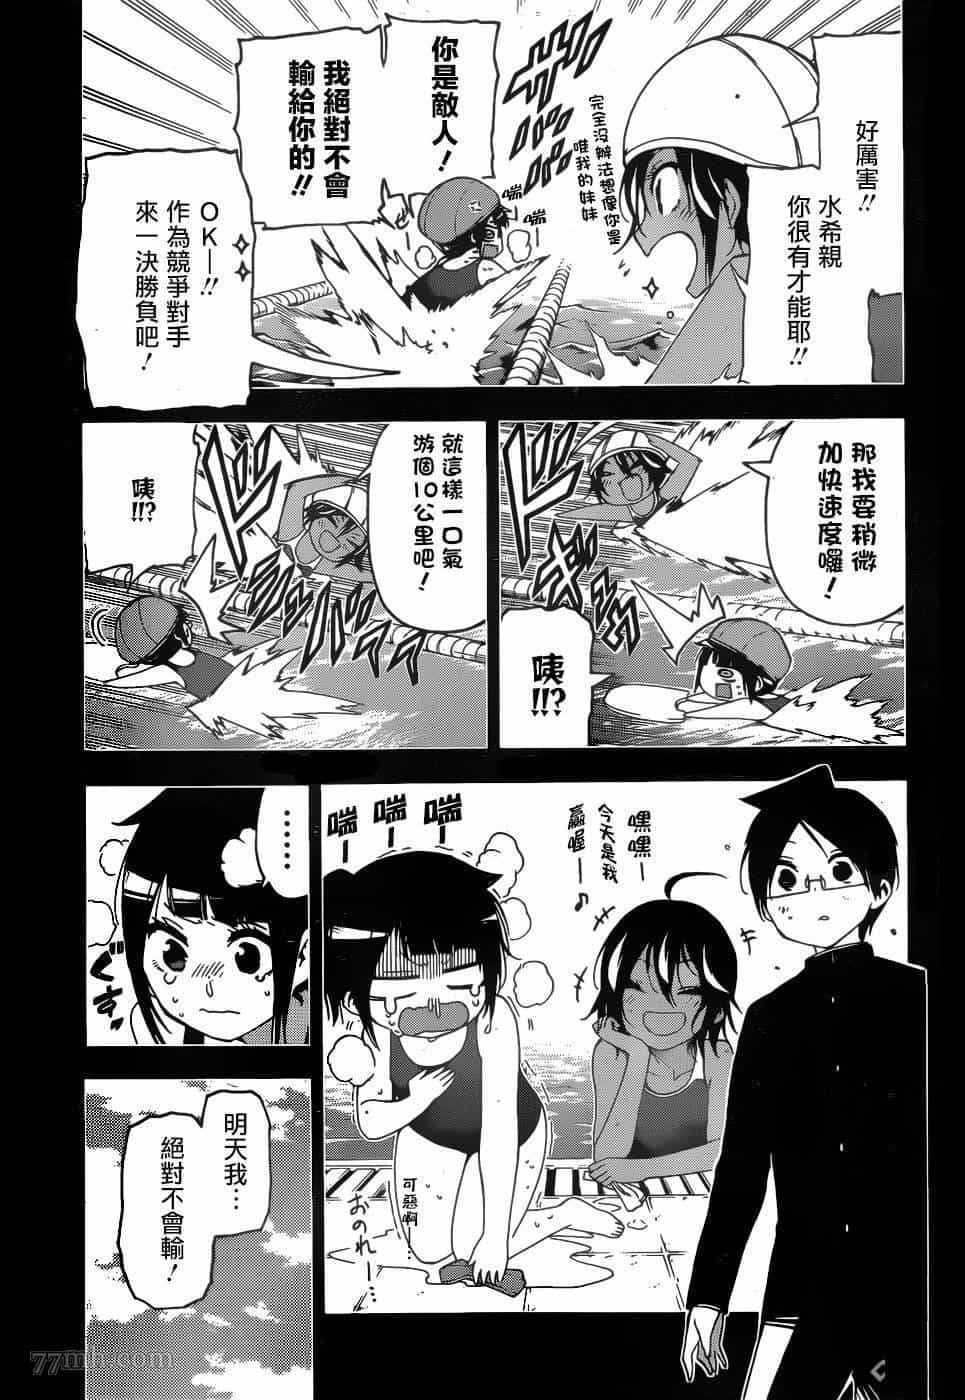 好厲害!!
水希親
你很有才能耶!!
完全沒辦法想像你是
唯我的妹妹
喘—
喘—
你是敵人！
我絕對不會
輸給你的!!
OK—!!
作為競爭對手
來一決勝負吧！
那我要稍微
加快速度囉！
咦
!!?
就這樣一口氣
游個10公里吧！
咦
!!?
嘿嘿—
今天是我
贏喔—♪
喘—
喘—
喘—
可惡啊—…
おのれー…
………
ぐすっ
明天我…
絕對不會輸！
77mh.com